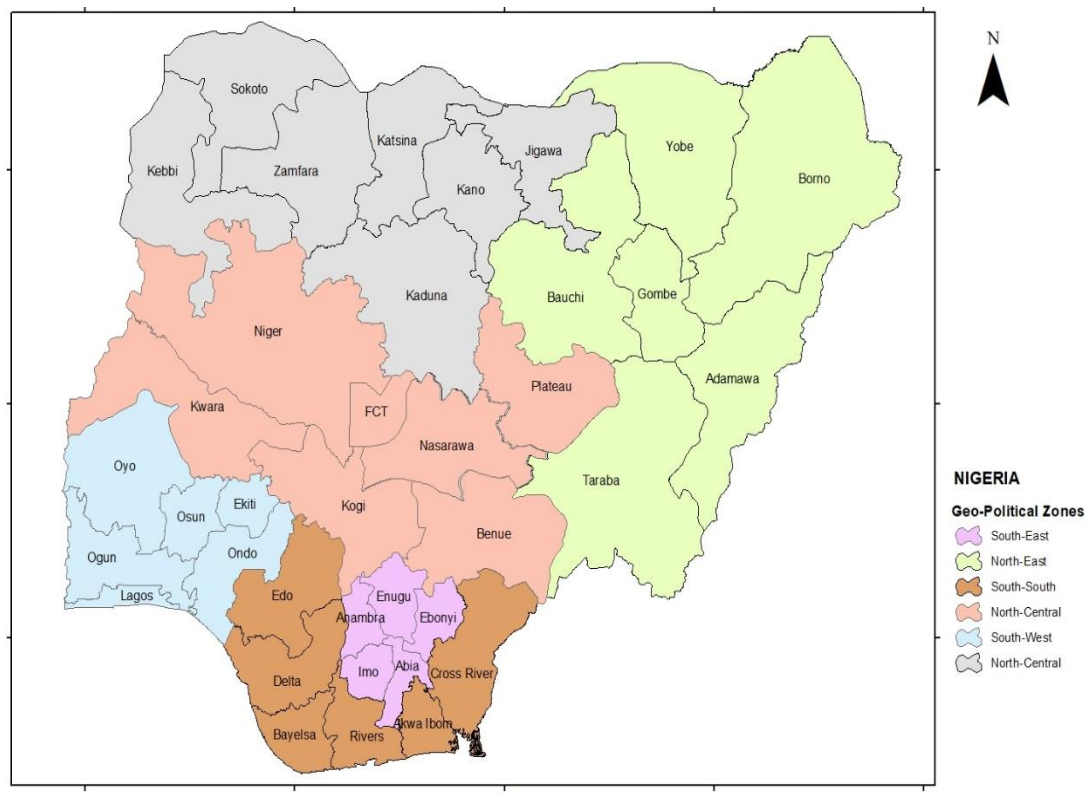 N
Sokoto
Yobe
Katsina
Jigawa
Kebbi
Zamfara
Borno
Kano
Kaduna
Bauchi
Gombe
Niger
Adamawa
Plateau
Kwara
FCT
Nasarawa
Oyo
Taraba
Ekiti
Kogi
Osun
Benue
Ogun
Ondo
Lagos
Edo
Enugu
Anambra
Ebonyi
Imo
Abia
Cross River
Delta
Akwa Ibom
Bayelsa
Rivers
NIGERIA
Geo-Political Zones
South-East
North-East
South-South
North-Central
South-West
North-Central